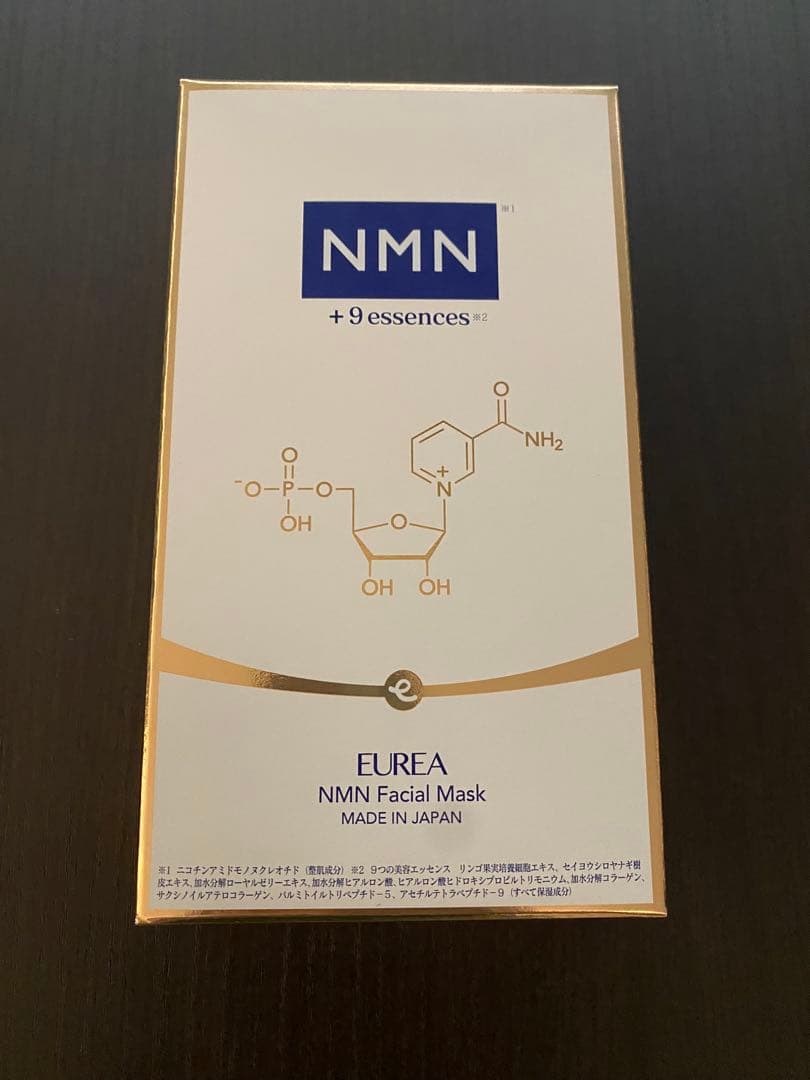 NMN ※1
+9 essences※2
O
NH2
O
-O-P-O
+
N
OH
O
OH OH
e
EUREA
NMN Facial Mask
MADE IN JAPAN
※1 ニコチンアミドモノヌクレオチド（整肌成分）※2 9つの美容エッセンス リンゴ果実培養細胞エキス、セイヨウシロヤナギ樹
皮エキス、加水分解ローヤルゼリーエキス、加水分解ヒアルロン酸、ヒアルロン酸ヒドロキシプロピルトリモニウム、加水分解コラーゲン、
サクシノイルアテロコラーゲン、パルミトイルトリペプチド－5、アセチルテトラペプチド－9（すべて保湿成分）